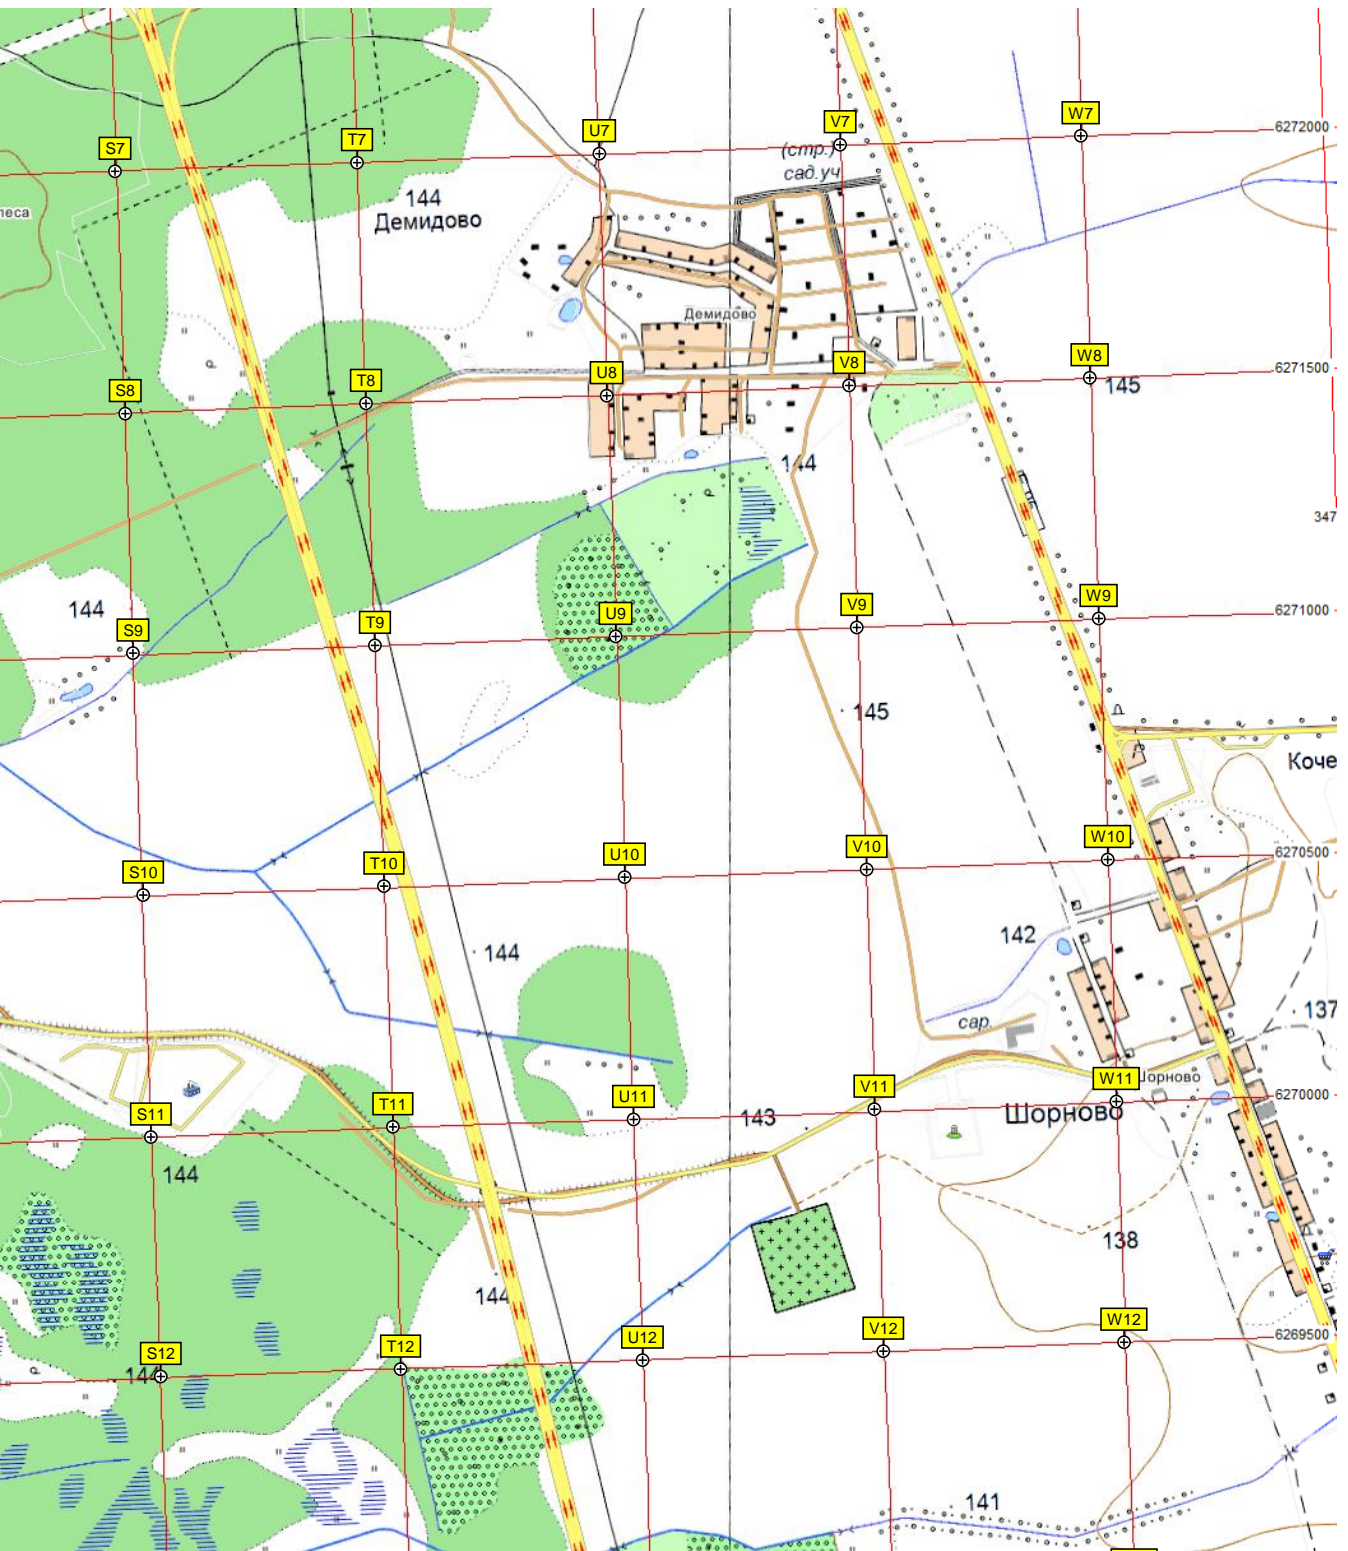 W7
V7
6272000
U7
T7
S7
(стр.)
сад.уч
144
Демидово
леса
Демидово
W8
V8
6271500
U8
T8
S8
145
144
347
W9
V9
6271000
U9
T9
S9
144
145
Коче
W10
V10
6270500
U10
T10
S10
142
144
137
сар.
W11
Шорново
V11
6270000
U11
T11
S11
143
Шорново
144
138
144
W12
V12
6269500
U12
T12
S12
144
141